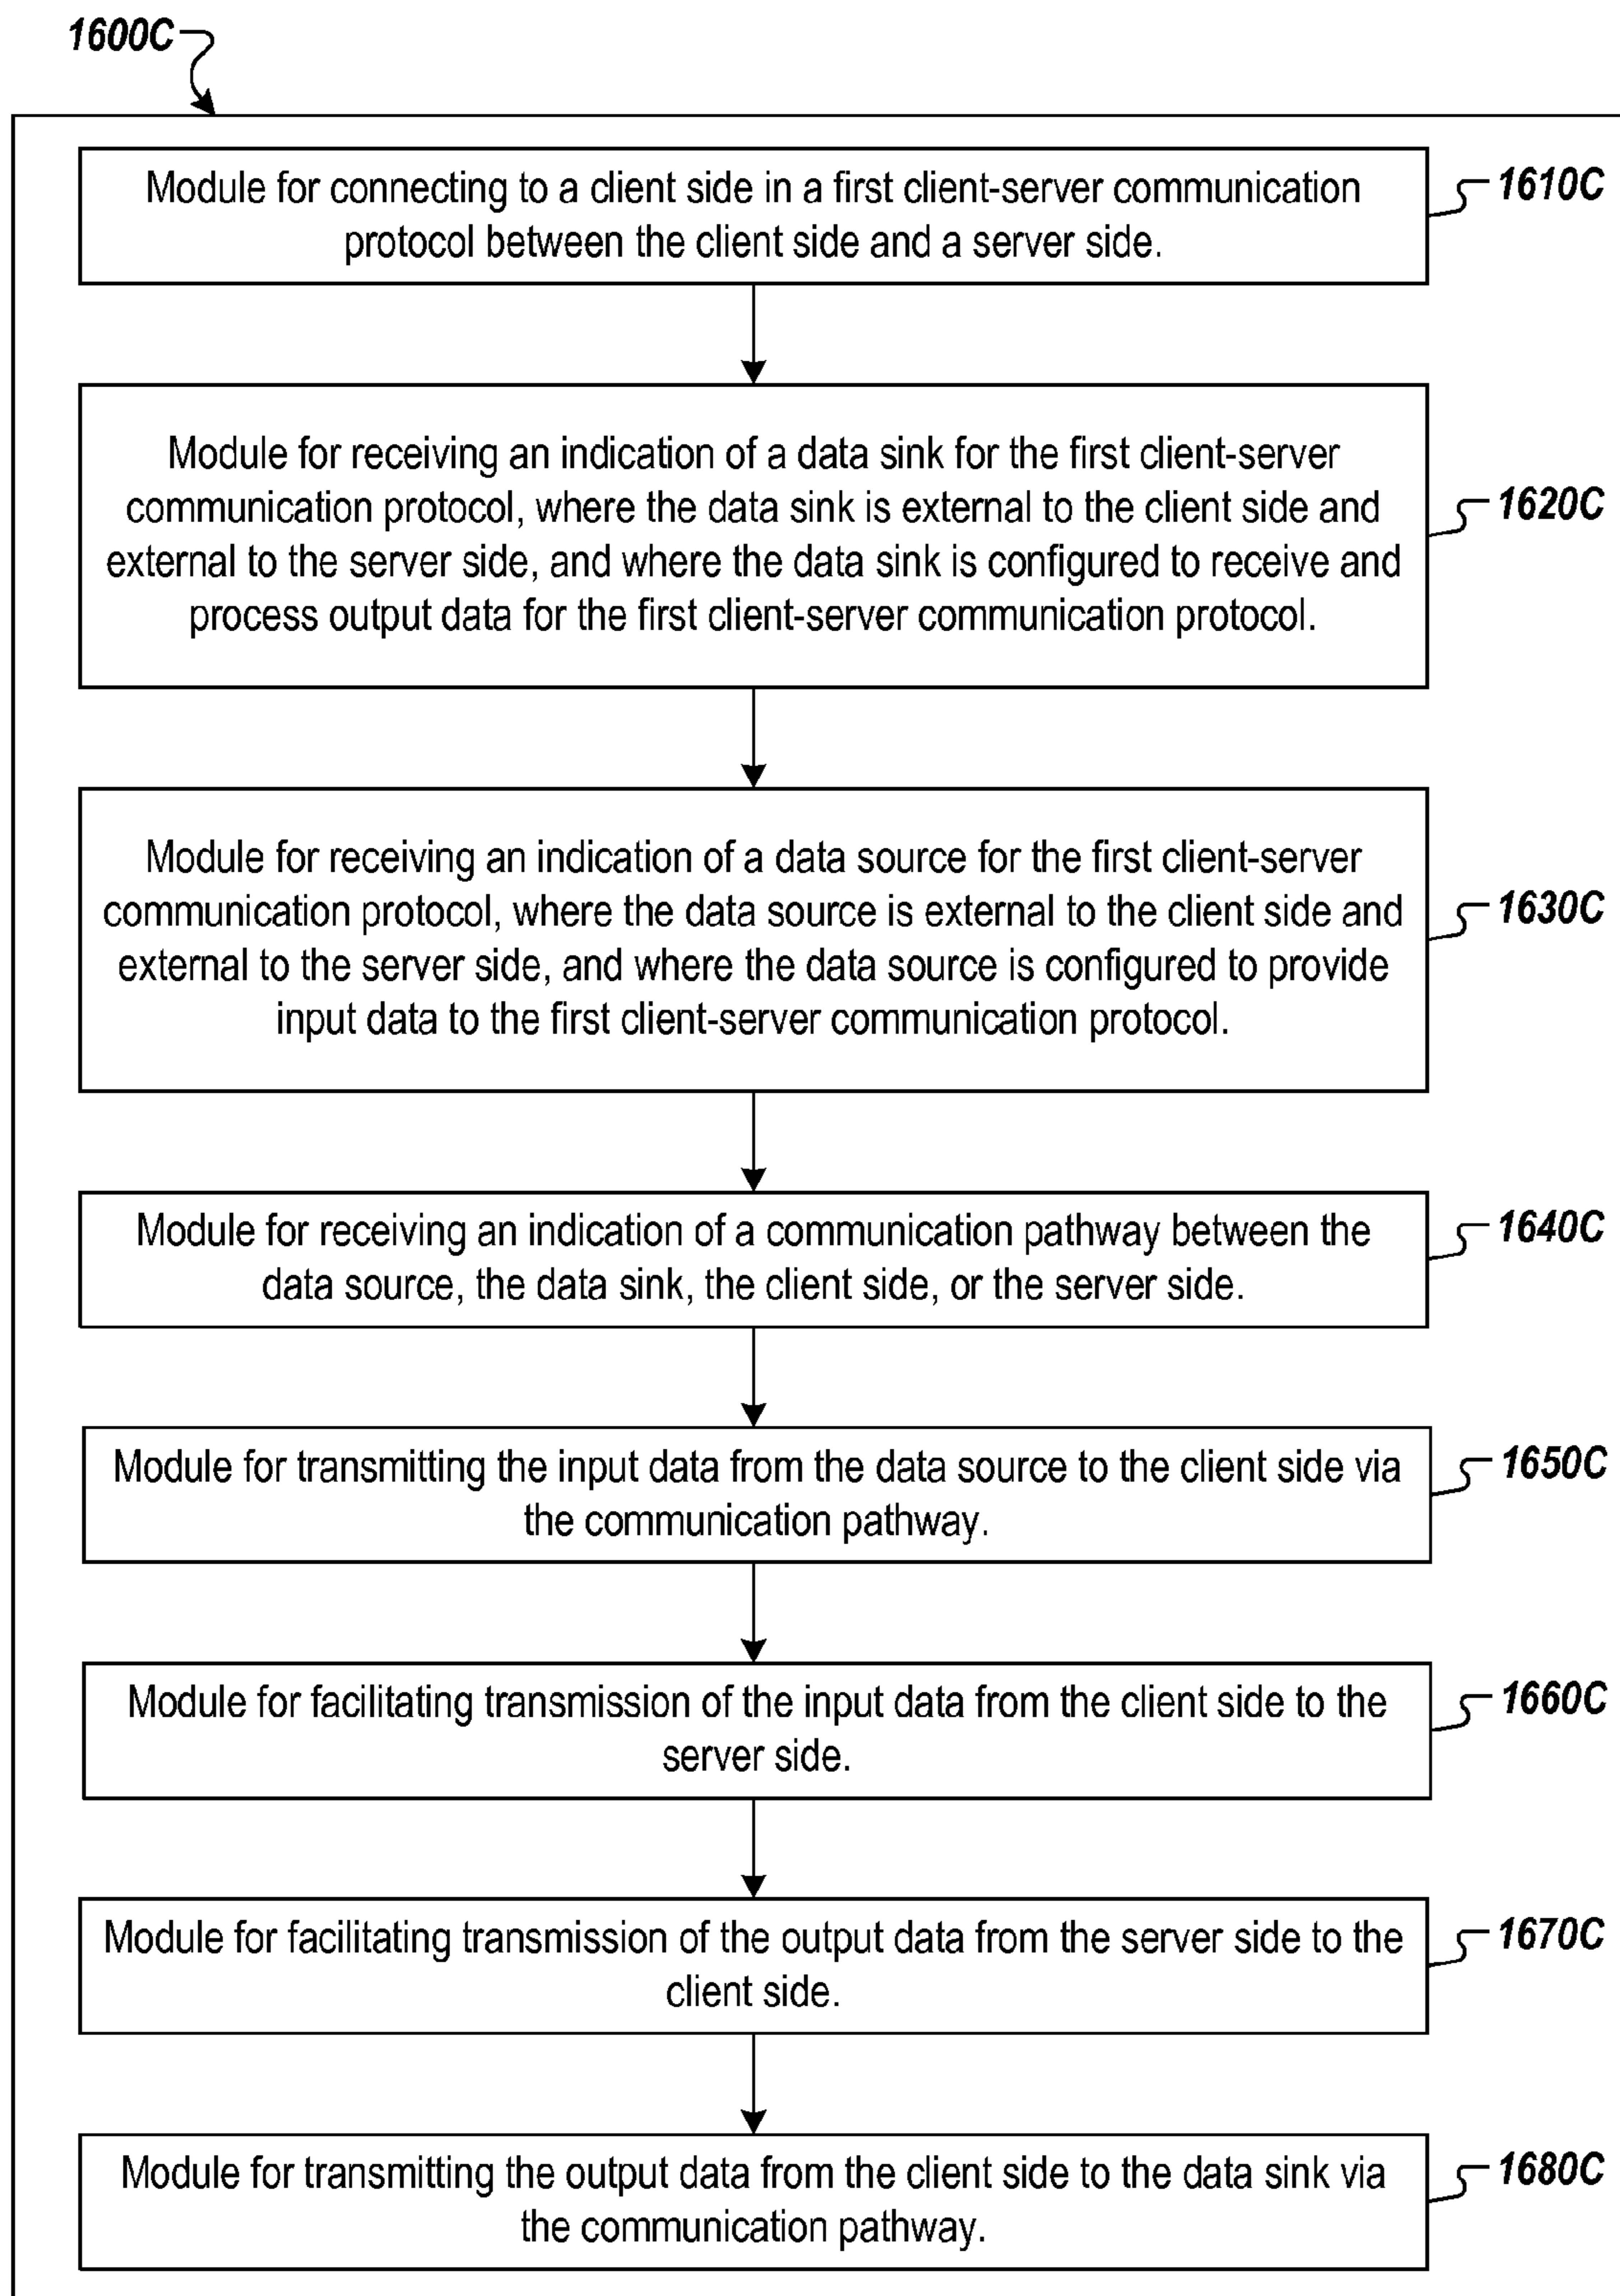 1600C
Module for connecting to a client side in a first client-server communication
protocol between the client side and a server side.
1610C
Module for receiving an indication of a data sink for the first client-server
communication protocol, where the data sink is external to the client side and
external to the server side, and where the data sink is configured to receive and
process output data for the first client-server communication protocol.
1620C
Module for receiving an indication of a data source for the first client-server
communication protocol, where the data source is external to the client side and
external to the server side, and where the data source is configured to provide
input data to the first client-server communication protocol.
1630C
Module for receiving an indication of a communication pathway between the
data source, the data sink, the client side, or the server side.
1640C
Module for transmitting the input data from the data source to the client side via
the communication pathway.
1650C
Module for facilitating transmission of the input data from the client side to the
server side.
1660C
Module for facilitating transmission of the output data from the server side to the
client side.
1670C
Module for transmitting the output data from the client side to the data sink via
the communication pathway.
1680C